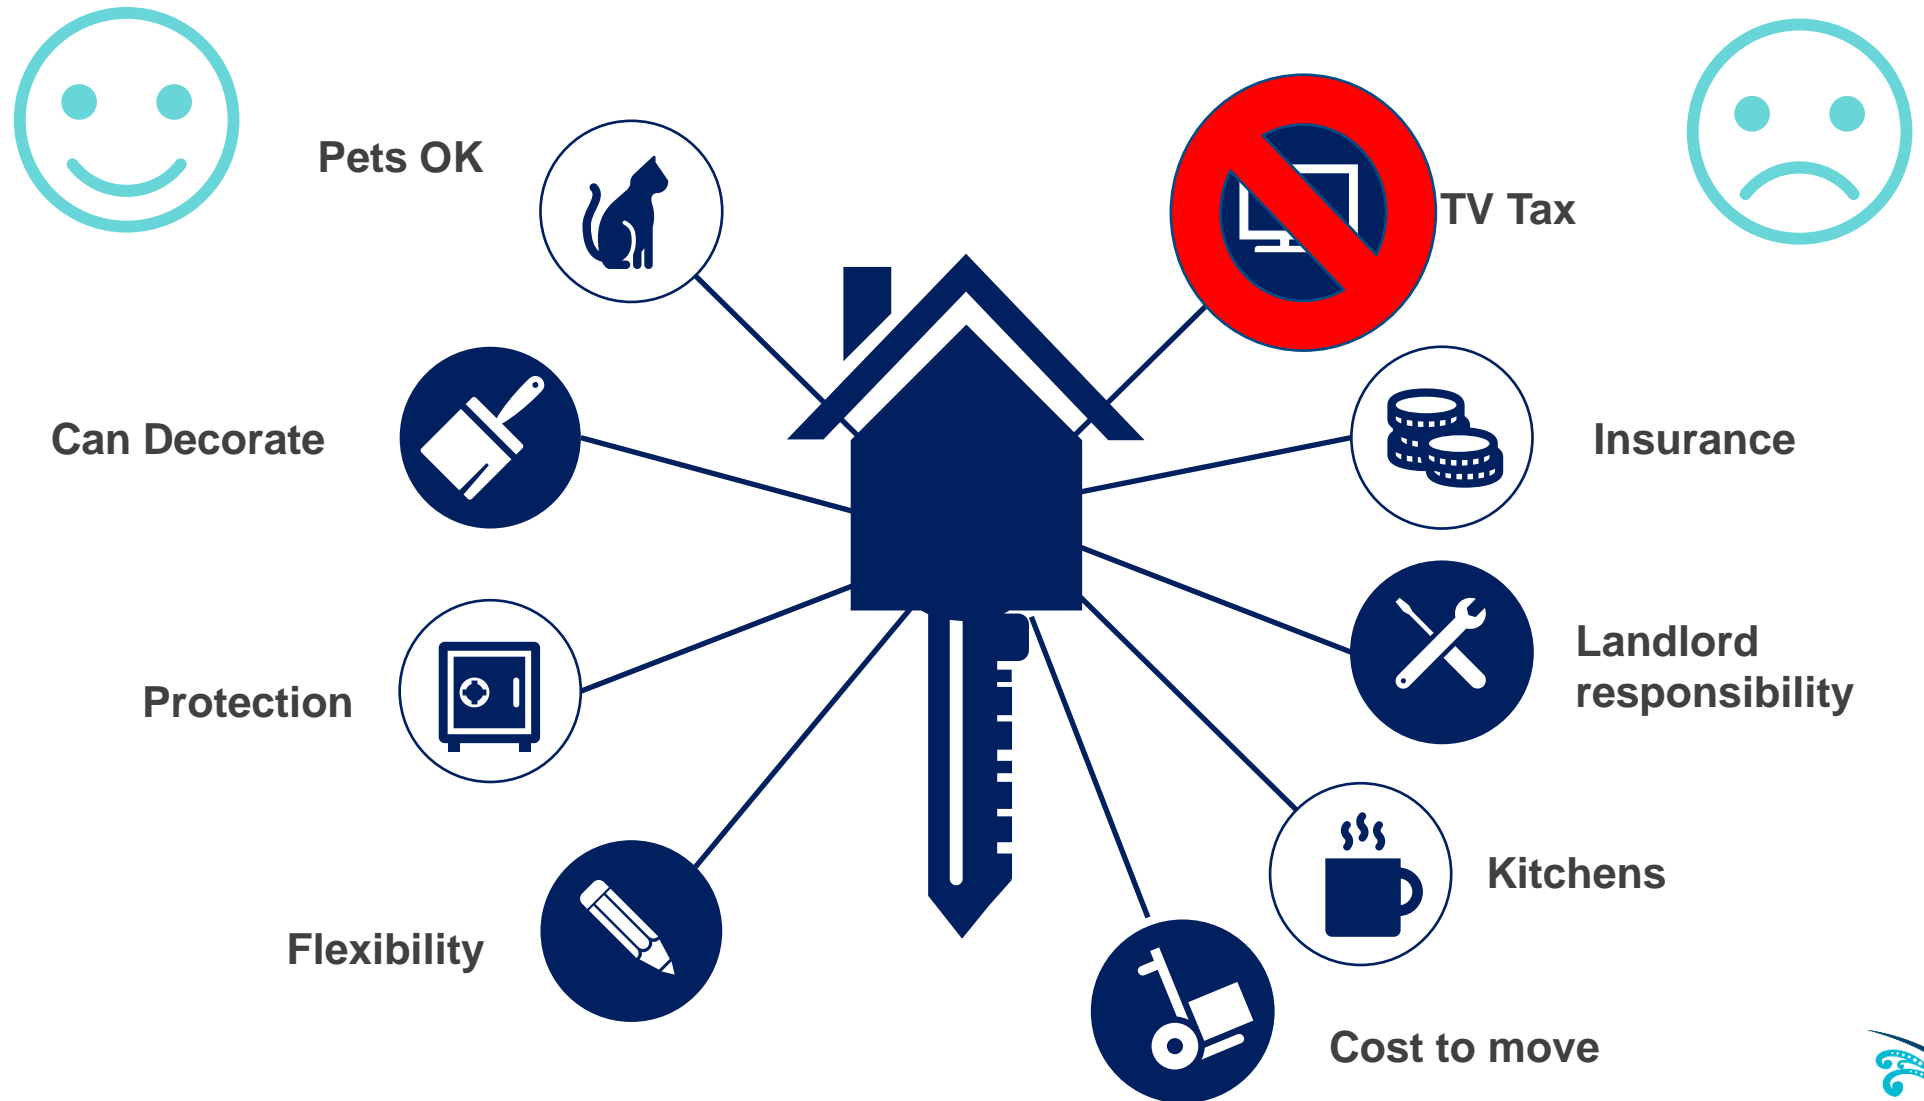 Pets OK
TV Tax
Can Decorate
Insurance
Landlord
responsibility
Protection
Kitchens
Flexibility
Cost to move